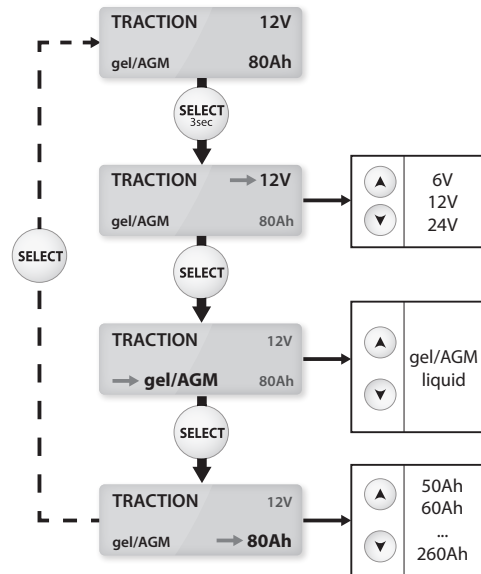 TRACTION 12V
gel/AGM 80Ah
SELECT
3sec
TRACTION 12V
gel/AGM 80Ah
6V
12V
24V
SELECT
SELECT
TRACTION 12V
gel/AGM 80Ah
gel/AGM
liquid
SELECT
TRACTION 12V
gel/AGM 80Ah
50Ah
60Ah
...
260Ah